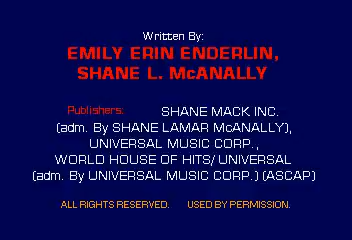 Written By:
EMILY ERIN ENDERLIN,
SHANE L. McANALLY
Publishers: SHANE MACK INC.
(adm. By SHANE LAMAR McANALLY),
UNIVERSAL MUSIC CORP.,
WORLD HOUSE OF HITS/ UNIVERSAL
(adm. By UNIVERSAL MUSIC CORP.) (ASCAP)
ALL RIGHTS RESERVED. USED BY PERMISSION.